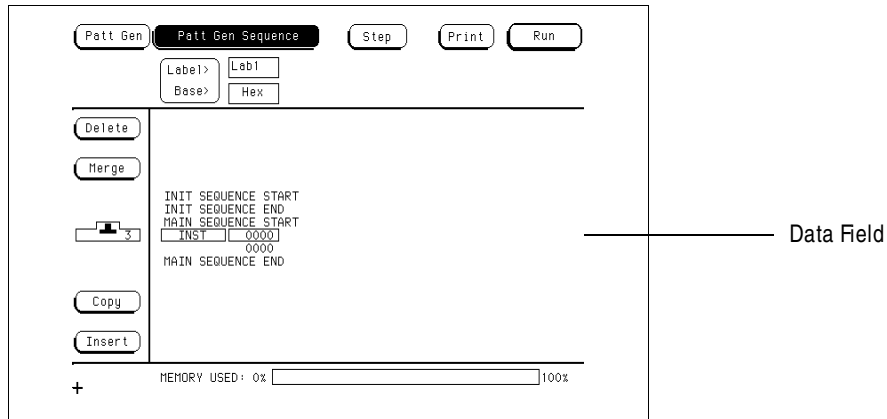 Patt Gen Patt Gen Sequence Step Print Run
Label> Lab1
Base> Hex
Delete
Merge
INIT SEQUENCE START
INIT SEQUENCE END
MAIN SEQUENCE START
3 INST 0000
0000
MAIN SEQUENCE END
Data Field
Copy
Insert
MEMORY USED: 0% 100%
+